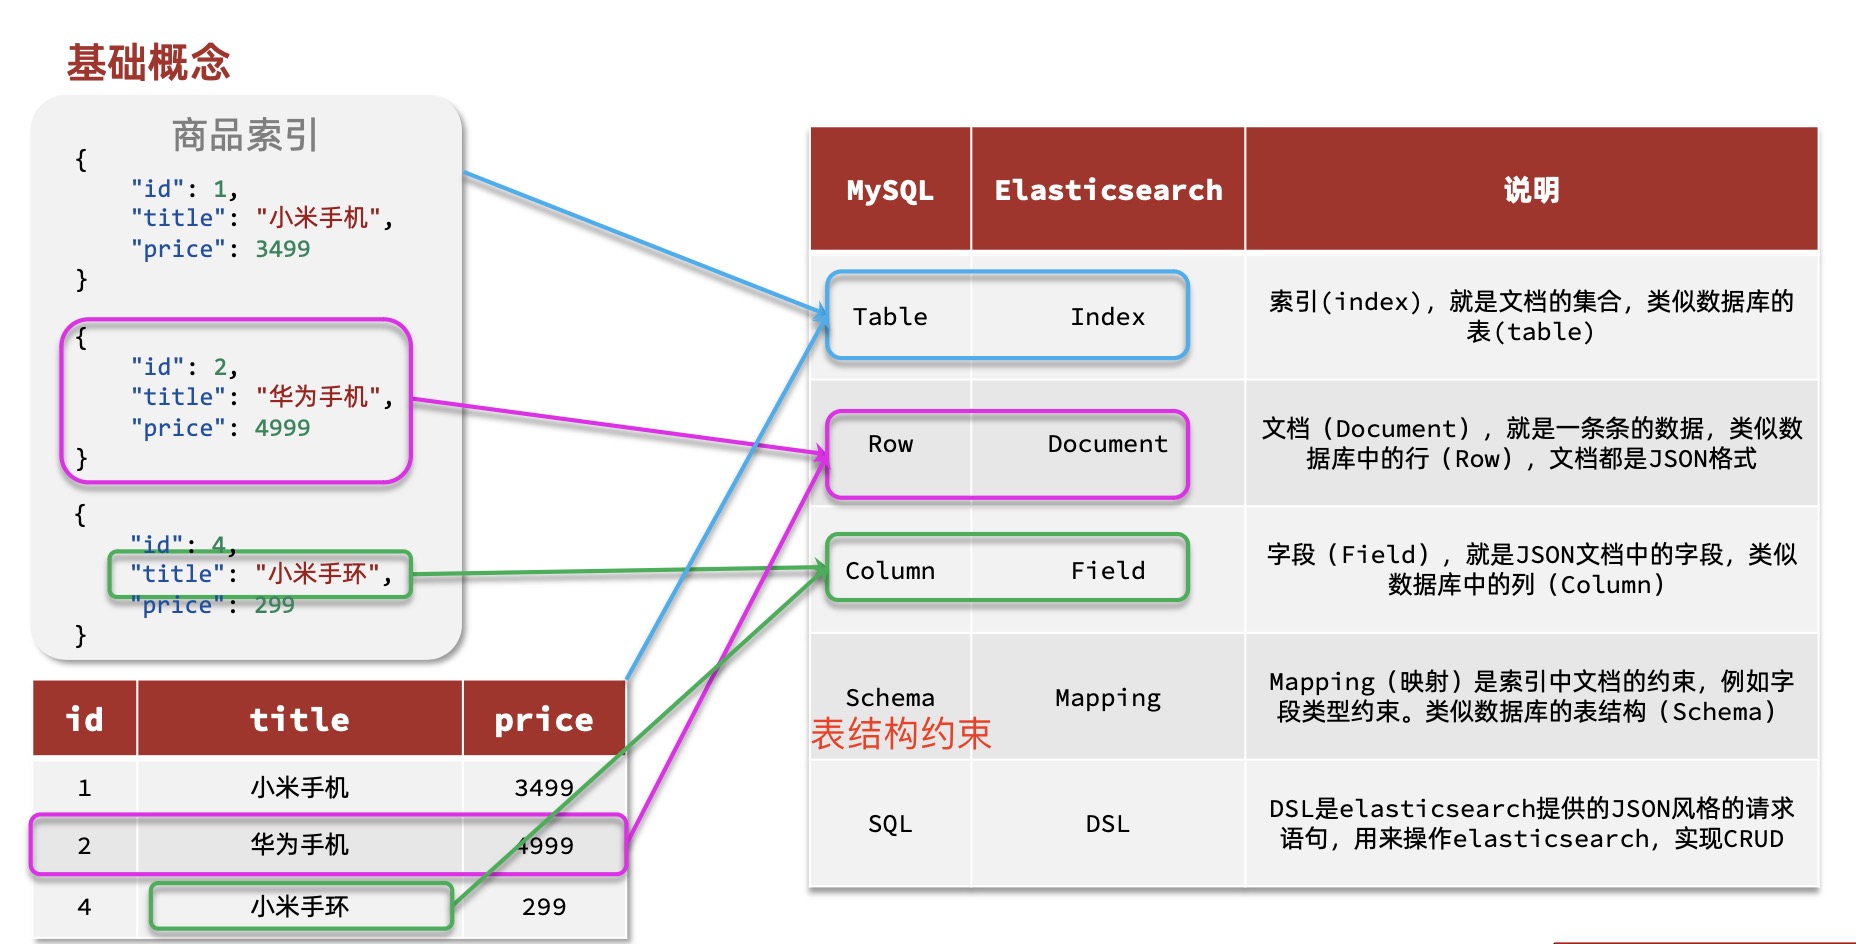 基础概念
商品索引
{
"id": 1,
"title": "小米手机",
"price": 3499
}
{
"id": 2,
"title": "华为手机",
"price": 4999
}
{
"id": 4,
"title": "小米手环",
"price": 299
}
id title price
1 小米手机 3499
2 华为手机 4999
4 小米手环 299
MySQL Elasticsearch 说明
Table Index 索引(index)，就是文档的集合，类似数据库的
表(table)
Row Document 文档（Document），就是一条条的数据，类似数
据库中的行（Row），文档都是JSON格式
Column Field 字段（Field），就是JSON文档中的字段，类似
数据库中的列（Column）
Schema Mapping Mapping（映射）是索引中文档的约束，例如字
段类型约束。类似数据库的表结构（Schema）
表结构约束
SQL DSL DSL是elasticsearch提供的JSON风格的请求
语句，用来操作elasticsearch，实现CRUD